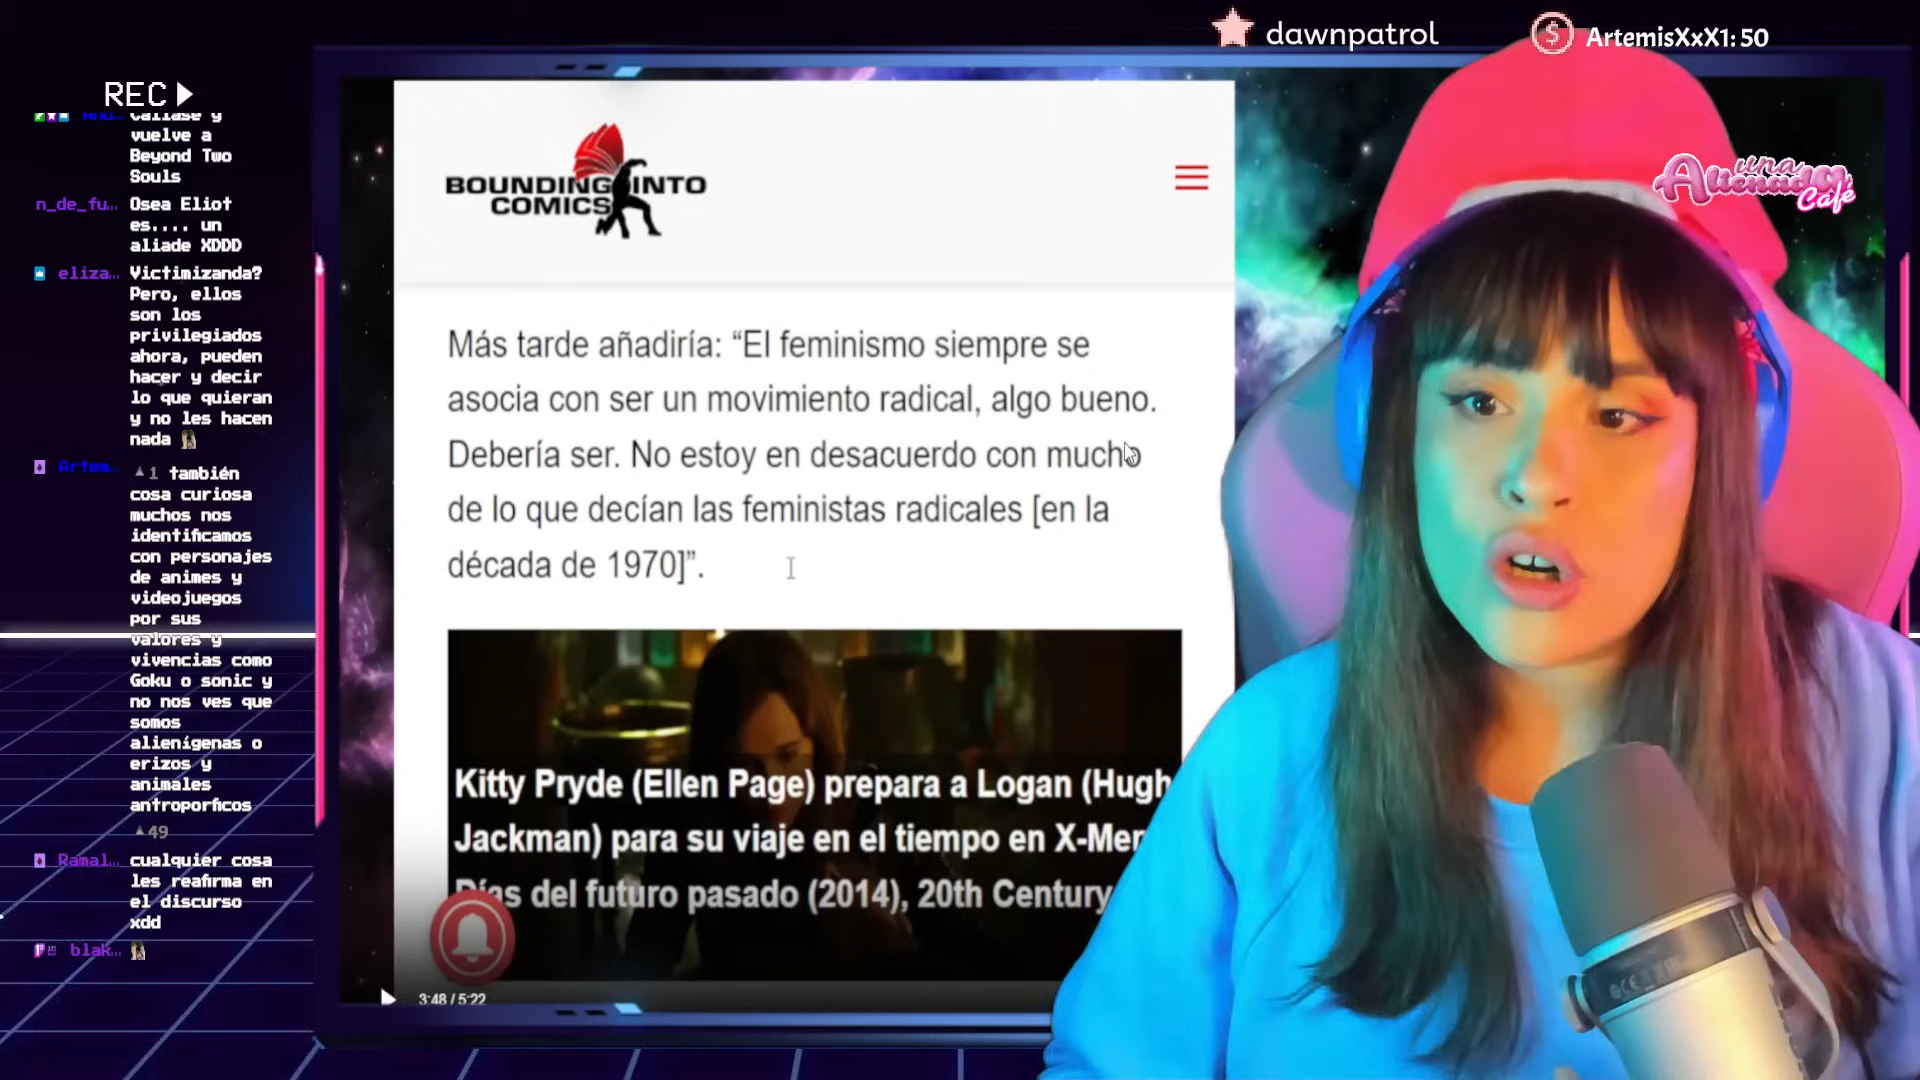 dawnpatrol
ArtemisXxX1: 50
REC
Cállase y
vuelve a
Beyond Two
Souls
n_de_fu... Osea Eliot
es.... un
aliade XDDD
eliza... Victimizanda?
Pero, ellos
son los
privilegiados
ahora, pueden
hacer y decir
lo que quieran
y no les hacen
nada
Artem... 1 también
cosa curiosa
muchos nos
identificamos
con personajes
de animes y
videojuegos
por sus
valores y
vivencias como
Goku o sonic y
no nos ves que
somos
alienígenas o
erizos y
animales
antroporficos
49
Ramal... cualquier cosa
les reafirma en
el discurso
xdd
blak...
BOUNDING INTO
COMICS
Más tarde añadiría: “El feminismo siempre se
asocia con ser un movimiento radical, algo bueno.
Debería ser. No estoy en desacuerdo con mucho
de lo que decían las feministas radicales [en la
década de 1970]”.
Kitty Pryde (Ellen Page) prepara a Logan (Hugh
Jackman) para su viaje en el tiempo en X-Men
Días del futuro pasado (2014), 20th Century
3:48 / 5:22
una
Alienada
Café